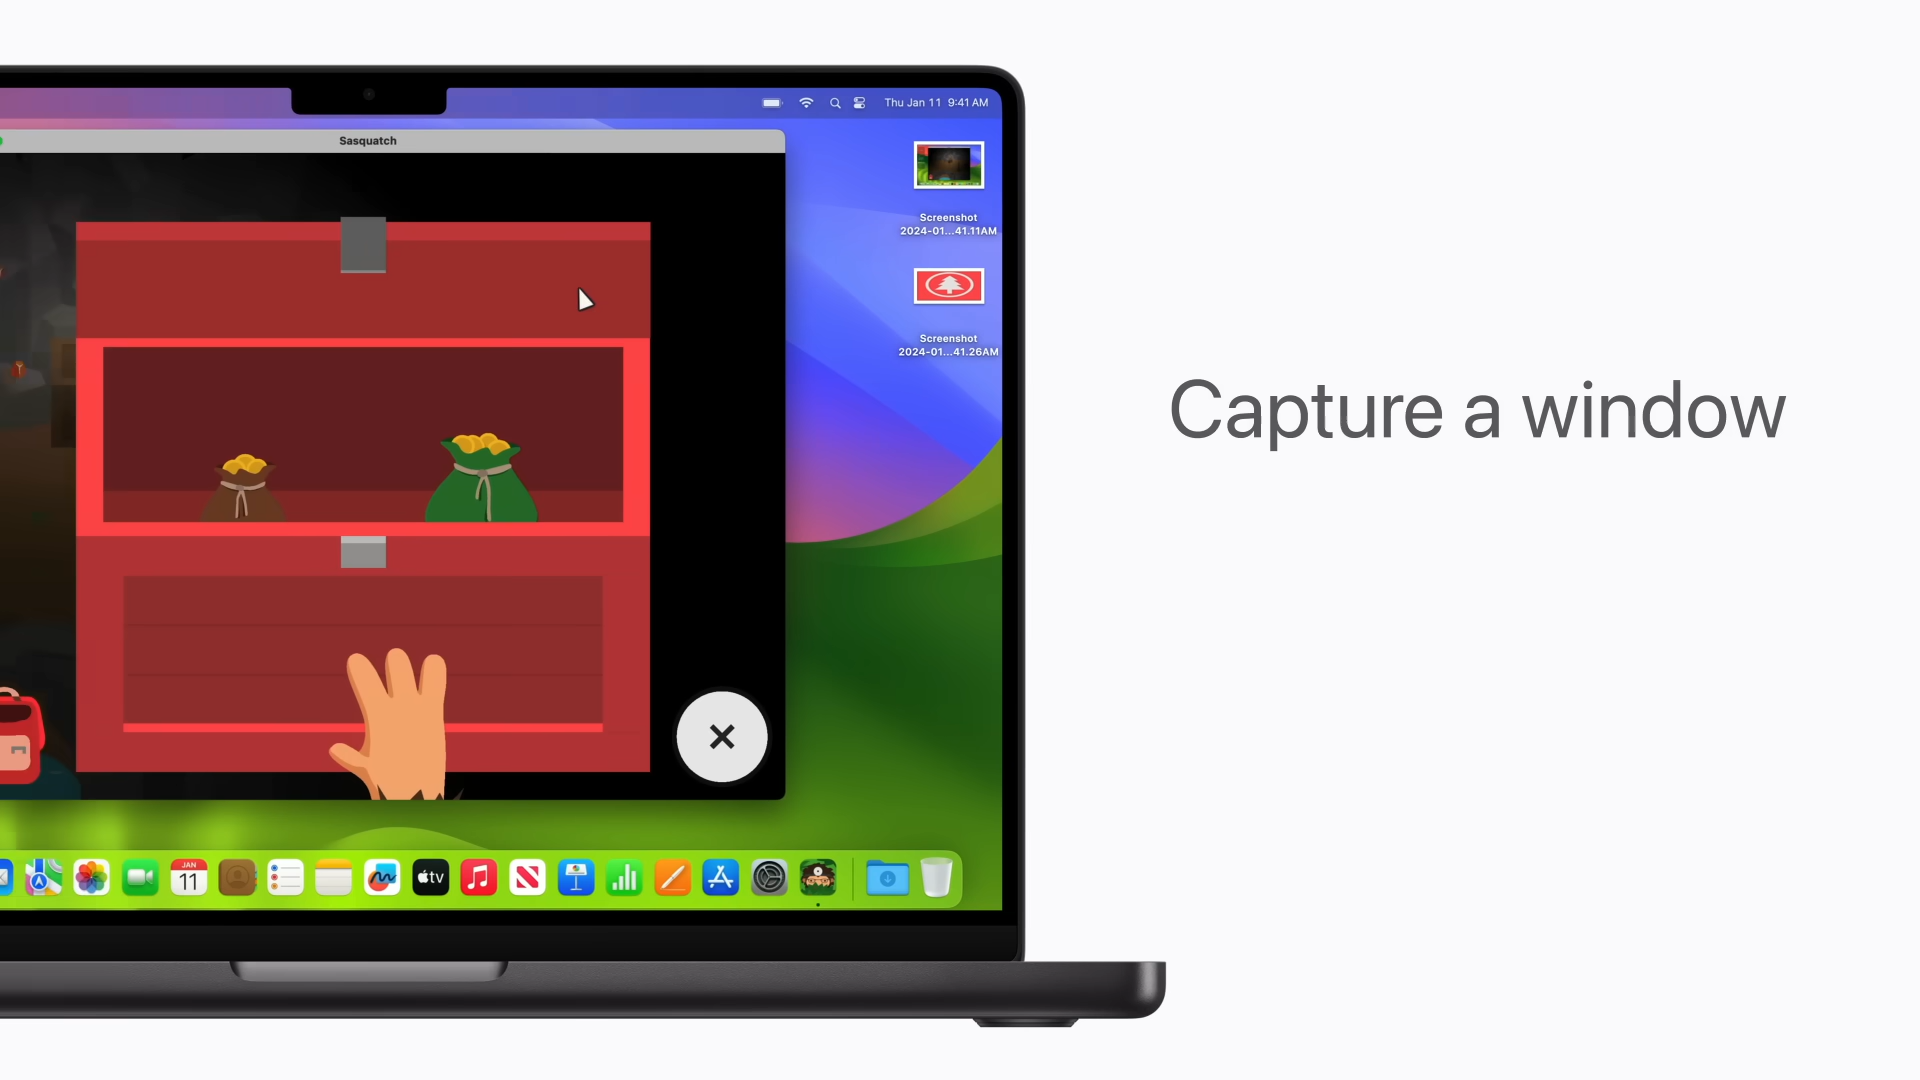 Thu Jan 11 9:41 AM
Sasquatch
Screenshot
2024-01...41.11AM
Screenshot
2024-01...41.26AM
Capture a window
JAN
11
tv